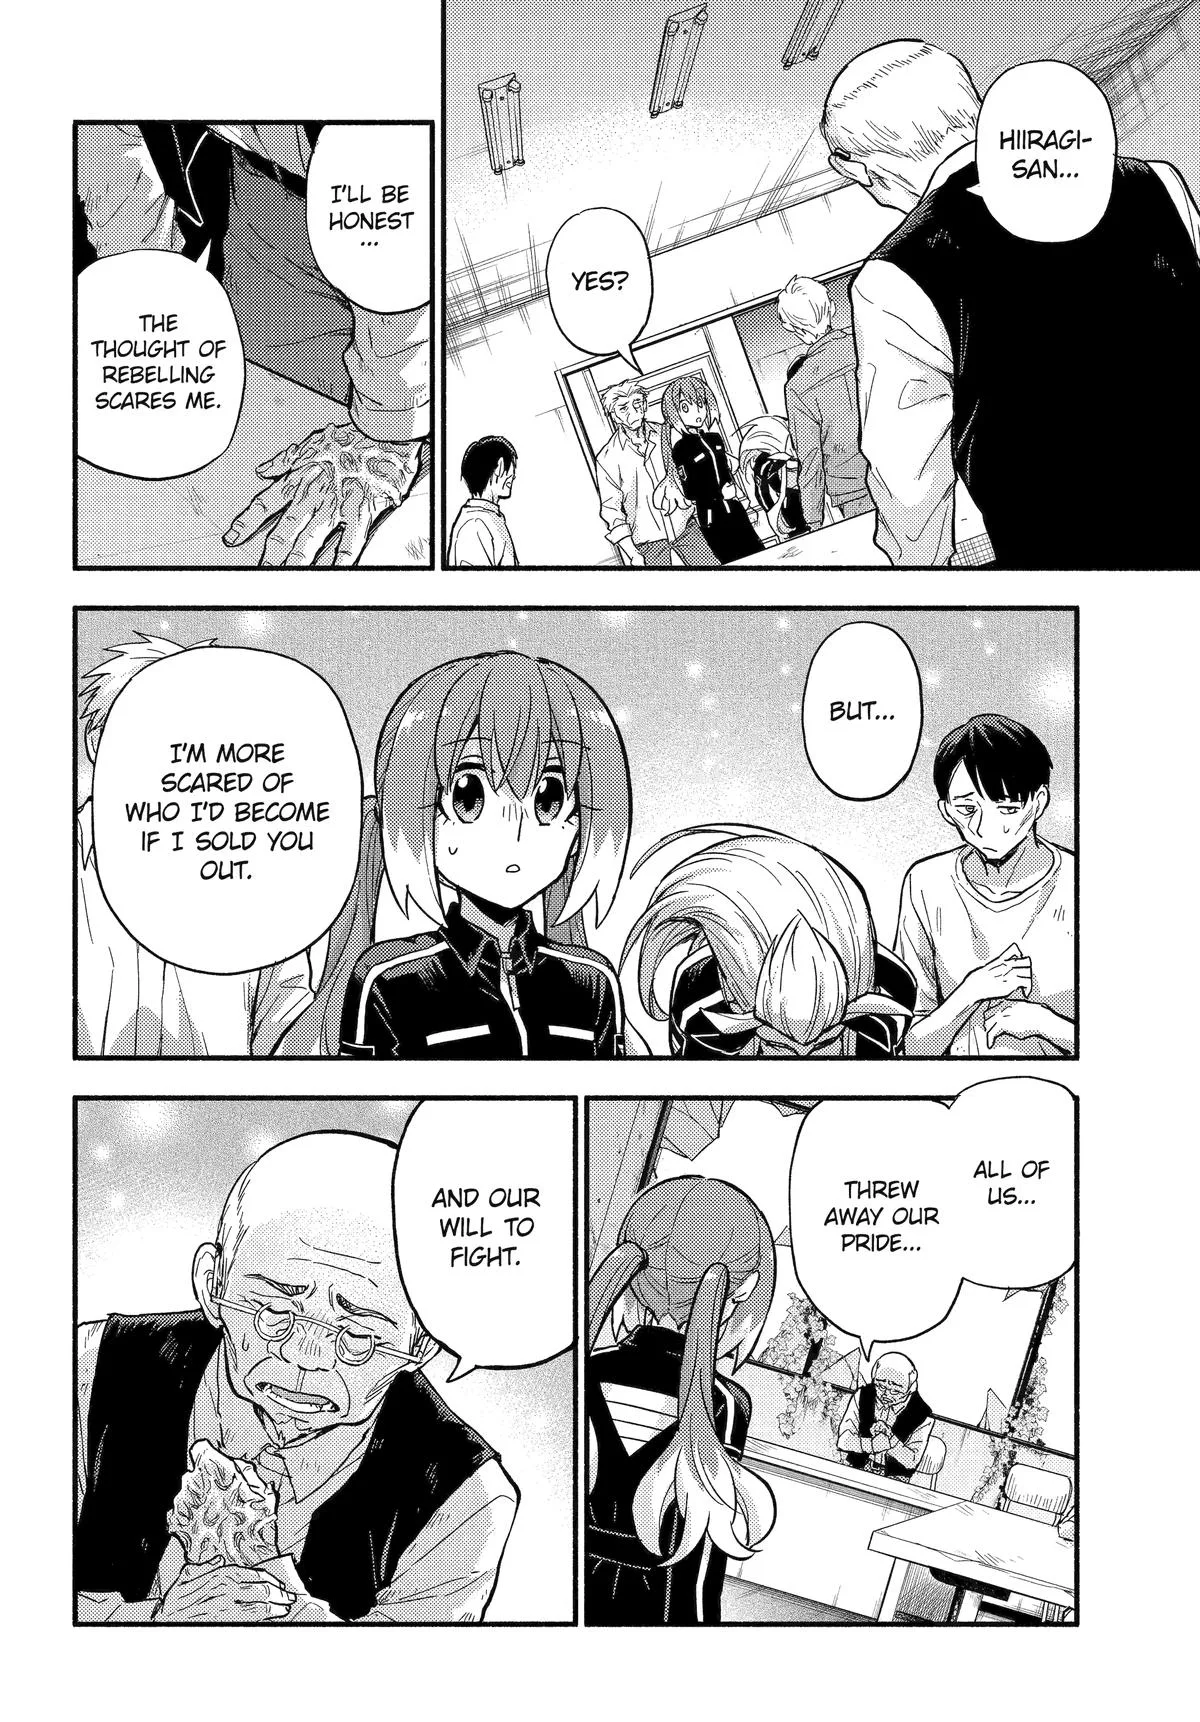 HIIRAGI-
SAN...
YES?
I'LL BE
HONEST
...
THE
THOUGHT OF
REBELLING
SCARES ME.
BUT...
I'M MORE
SCARED OF
WHO I'D BECOME
IF I SOLD YOU
OUT.
ALL OF
US...
THREW
AWAY OUR
PRIDE...
AND OUR
WILL TO
FIGHT.